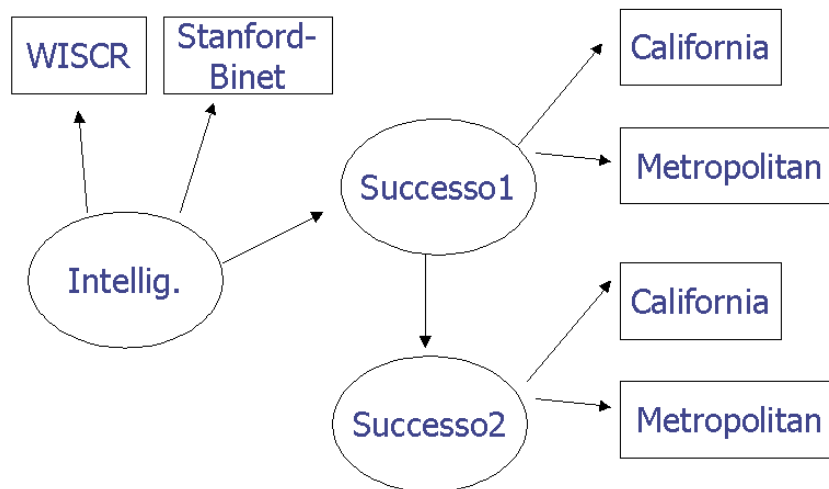 WISCR
Stanford-
Binet
California
Successo1
Metropolitan
Intellig.
California
Successo2
Metropolitan